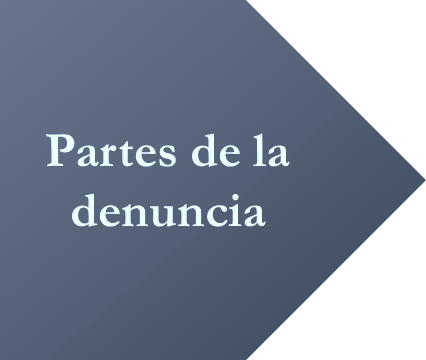 Partes de la
denuncia